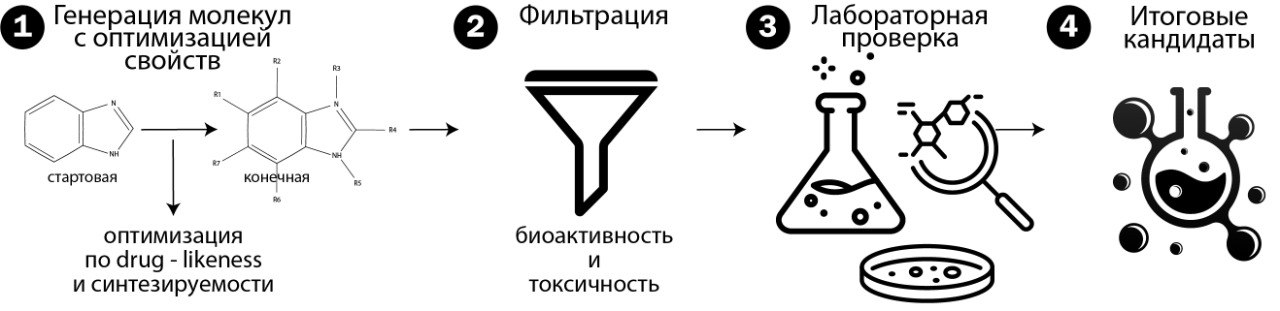 1
Генерация молекул
с оптимизацией
свойств
R2
R3
R1
N
N
R4
NH
NH
R7
R5
стартовая
конечная
R6
оптимизация
по drug - likeness
и синтезируемости
2
Фильтрация
биоактивность
и
токсичность
3
Лабораторная
проверка
4
Итоговые
кандидаты